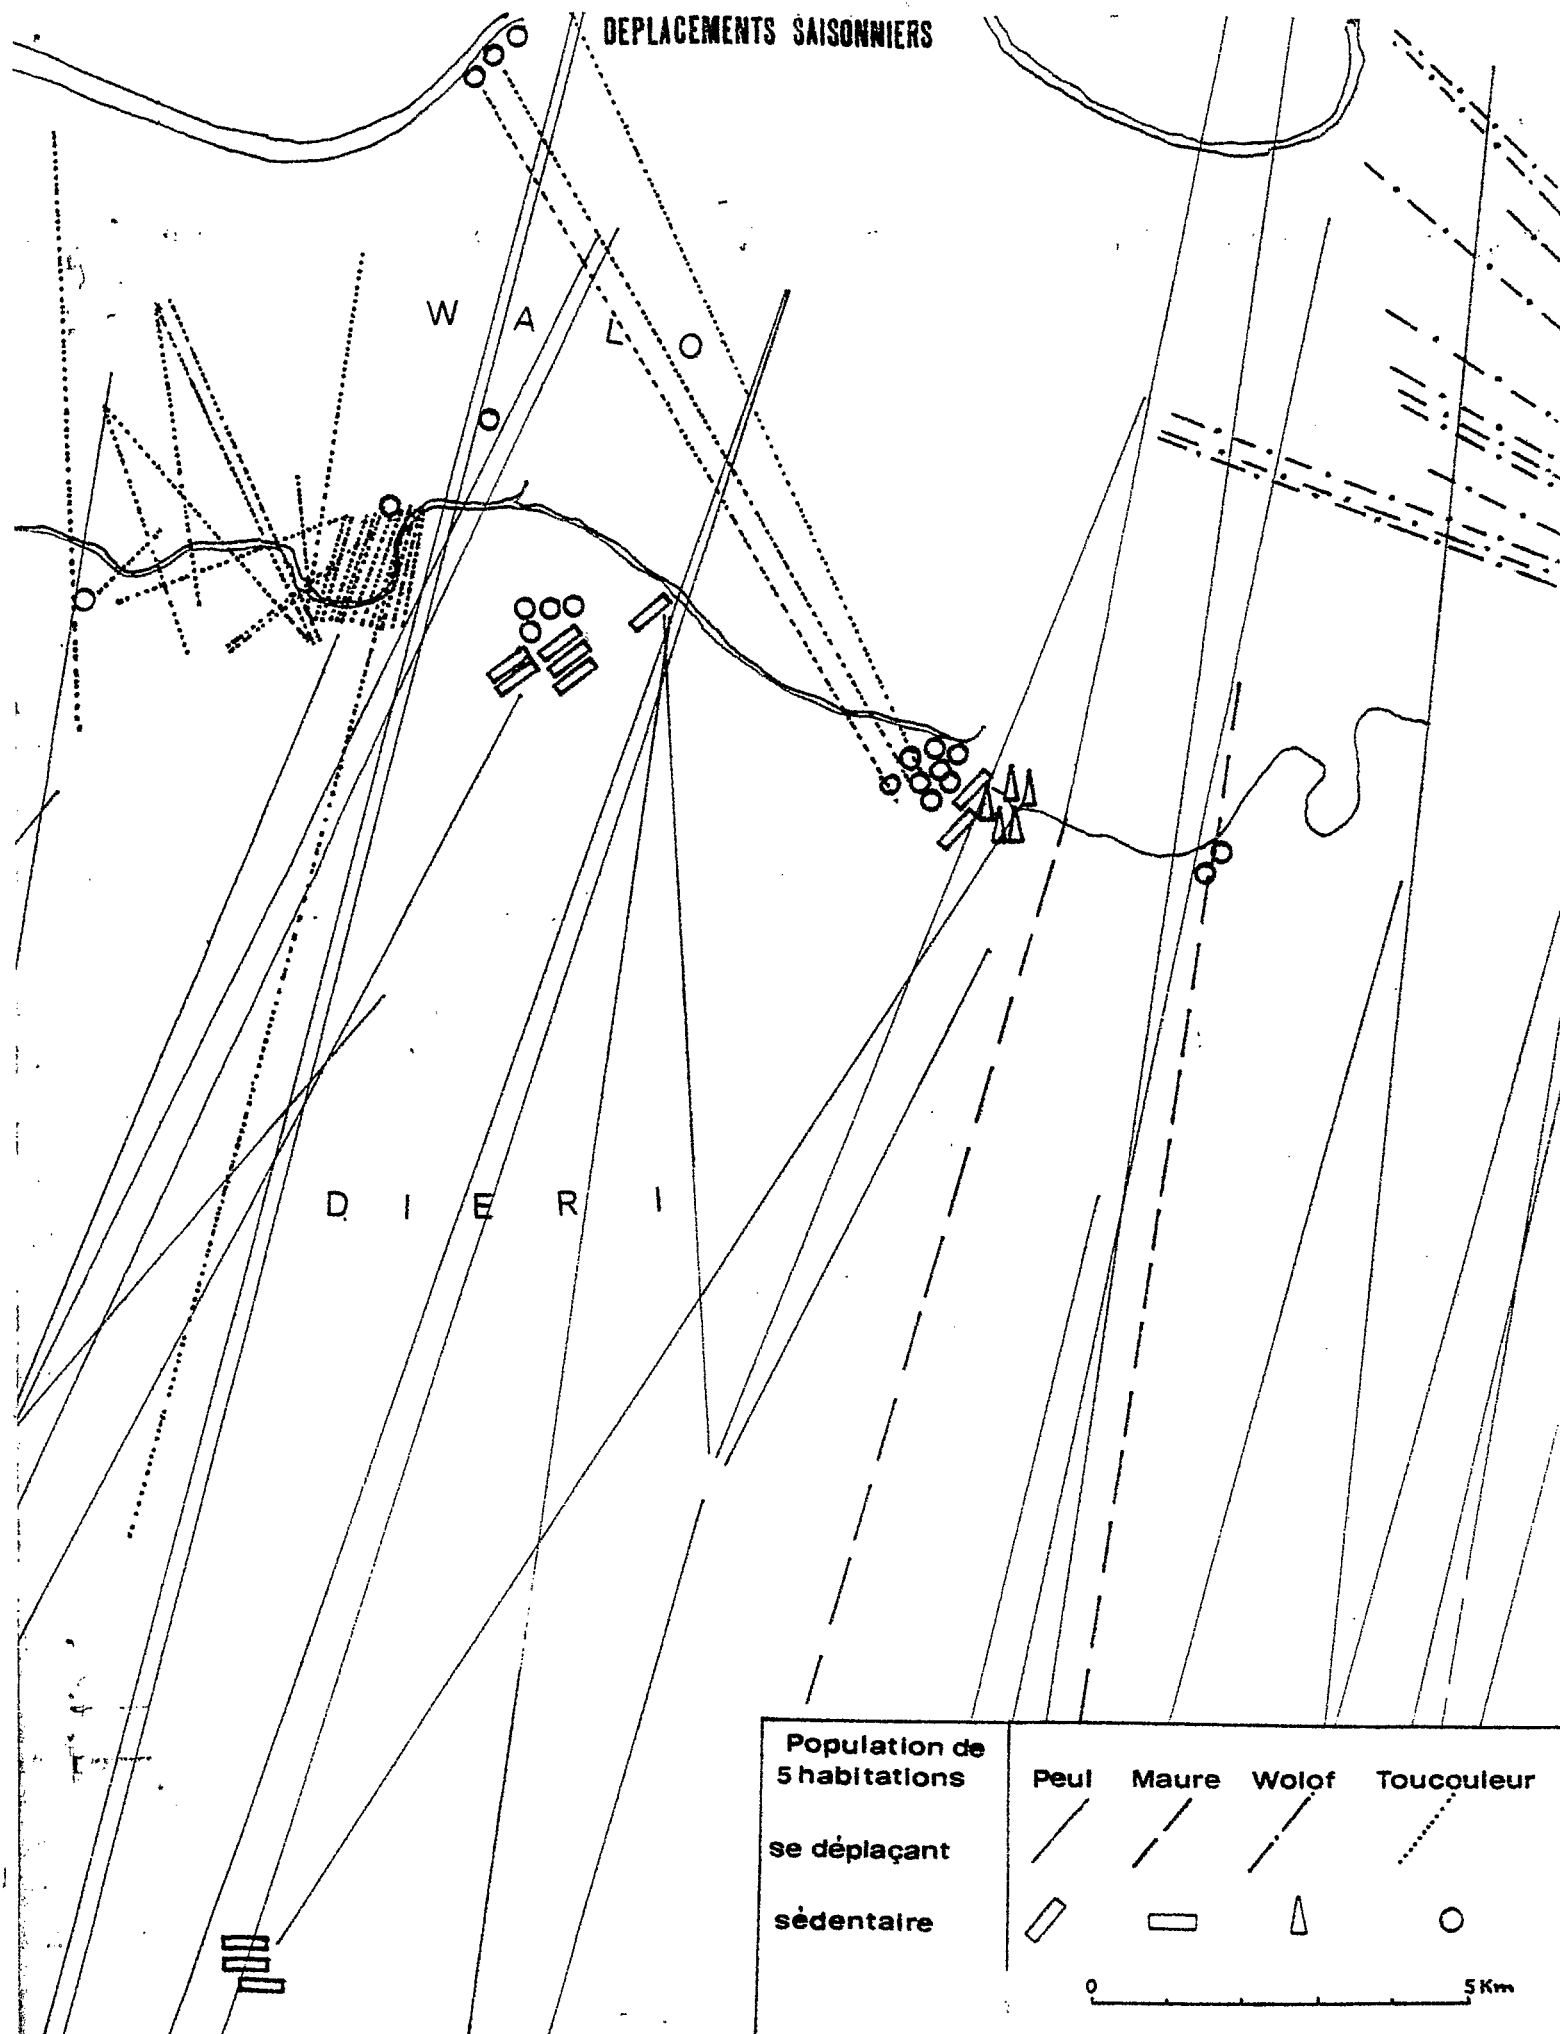 DEPLACEMENTS SAISONNIERS
W A L O
D I E R I
Population de
5 habitations
Peul Maure Wolof Toucouleur
se déplaçant
sédentaire
0 5 Km